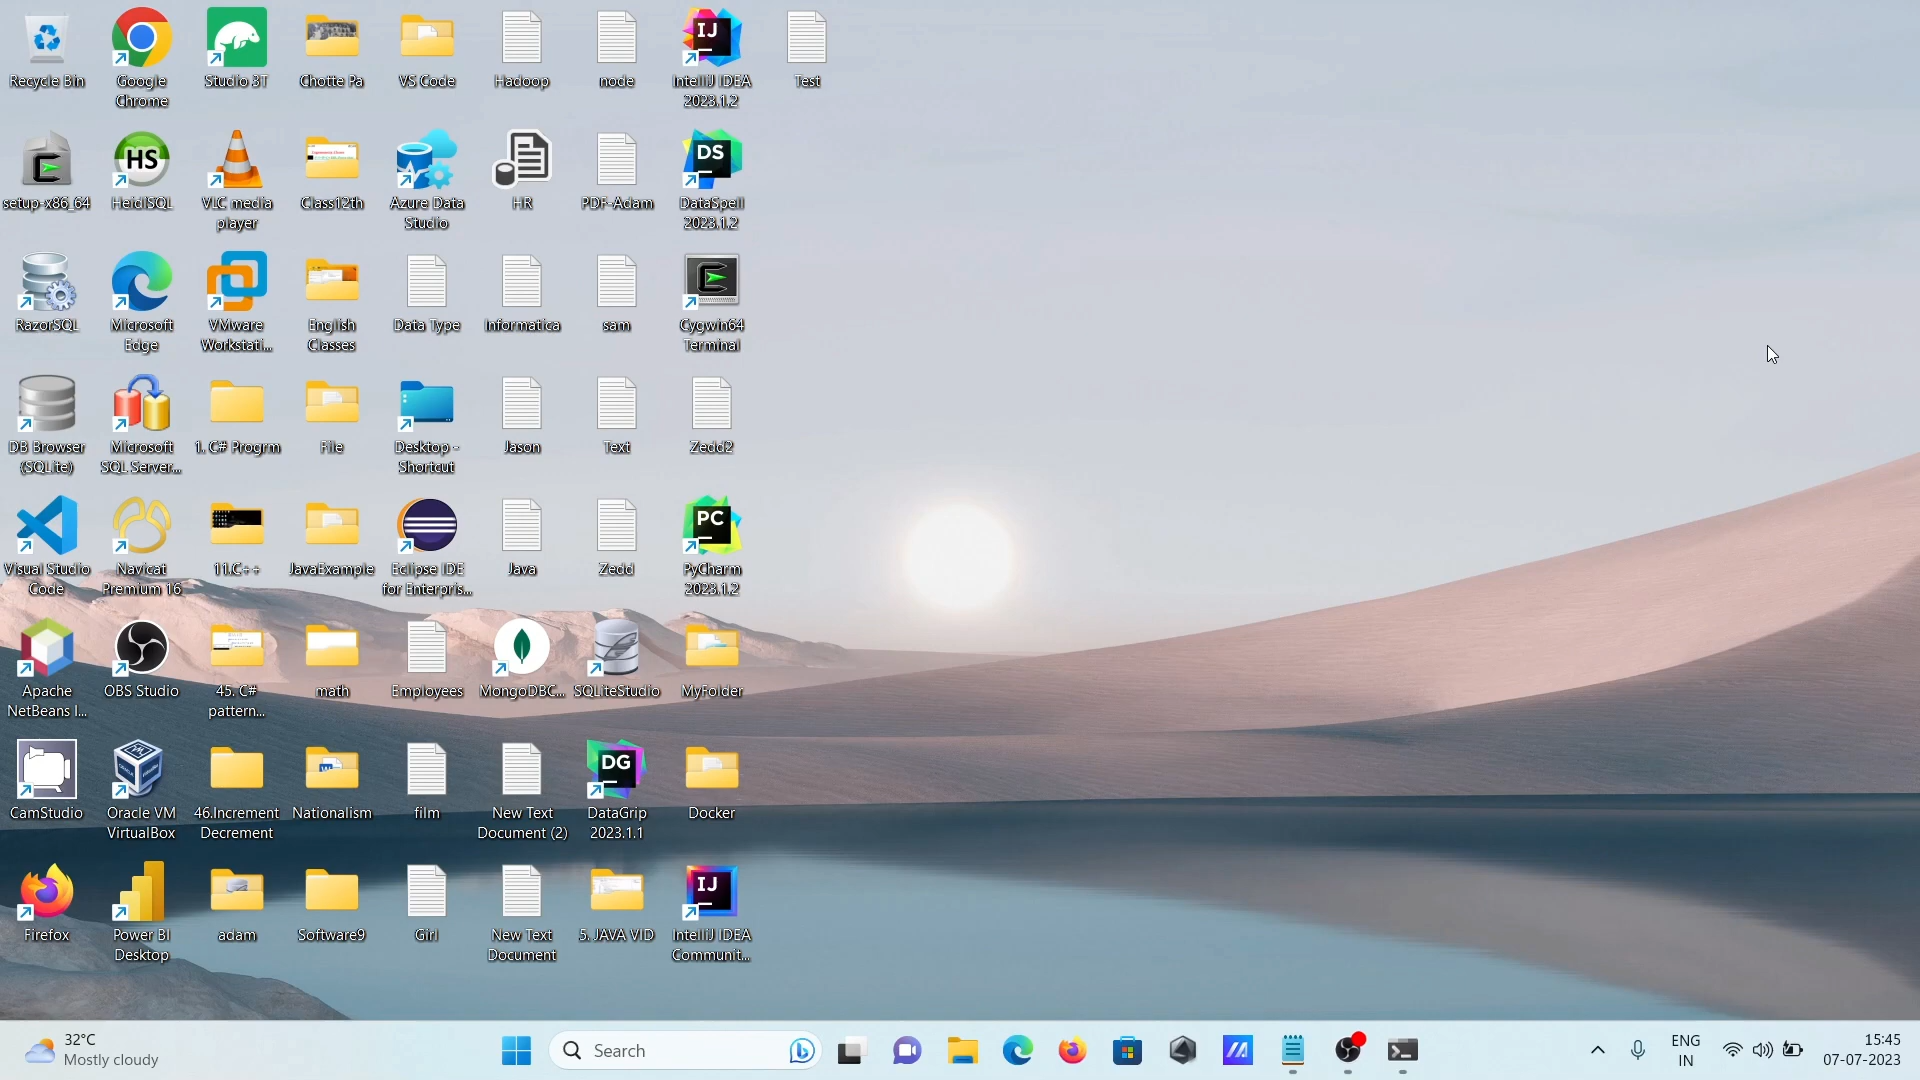 Recycle Bin
Google
Chrome
Studio 3T
Chotte Pa
VS Code
Hadoop
node
IJ
IntelliJ IDEA
2023.1.2
Test
setup-x86_64
HS
HeidiSQL
VLC media
player
Class12th
Azure Data
Studio
HR
PDF-Adam
DS
DataSpell
2023.1.2
RazorSQL
Microsoft
Edge
VMware
Workstati...
English
Classes
Data Type
Informatica
sam
Cygwin64
Terminal
DB Browser
(SQLite)
Microsoft
SQL Server...
1. C# Progrm
File
Desktop -
Shortcut
Jason
Text
Zedd2
Visual Studio
Code
Navicat
Premium 16
11.C++
JavaExample
Eclipse IDE
for Enterpris...
Java
Zedd
PC
PyCharm
2023.1.2
Apache
NetBeans I...
OBS Studio
45. C#
pattern...
math
Employees
MongoDBC...
SQLiteStudio
MyFolder
CamStudio
Oracle VM
VirtualBox
46.Increment
Decrement
Nationalism
film
New Text
Document (2)
DG
DataGrip
2023.1.1
Docker
Firefox
Power BI
Desktop
adam
Software9
Girl
New Text
Document
5. JAVA VID
IJ
IntelliJ IDEA
Communit...
32°C
Mostly cloudy
Search
ENG
IN
15:45
07-07-2023